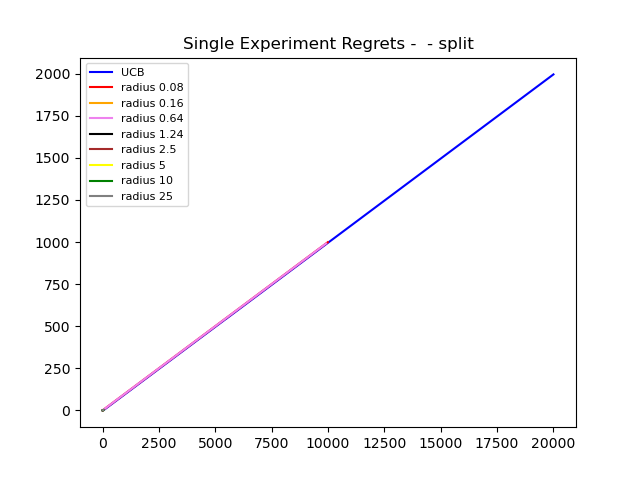 Single Experiment Regrets -  - split
2000
1750
1500
1250
1000
750
500
250
0
UCB
radius 0.08
radius 0.16
radius 0.64
radius 1.24
radius 2.5
radius 5
radius 10
radius 25
0 2500 5000 7500 10000 12500 15000 17500 20000